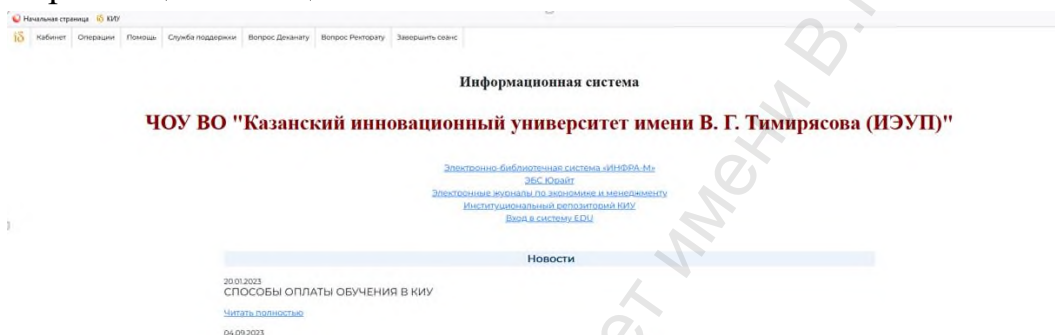 Начальная страница КИУ
Кабинет Операции Помощь Служба поддержки Вопрос Деканату Вопрос Ректорату Завершить сеанс
Информационная система
ЧОУ ВО "Казанский инновационный университет имени В. Г. Тимирясова (ИЭУП)"
Электронно-библиотечная система «ИНФРА-М»
ЭБС Юрайт
Электронные журналы по экономике и менеджменту
Институциональный репозиторий КИУ
Вход в систему EDU
Новости
20.01.2023
СПОСОБЫ ОПЛАТЫ ОБУЧЕНИЯ В КИУ
Читать полностью
04.09.2023
имени В.